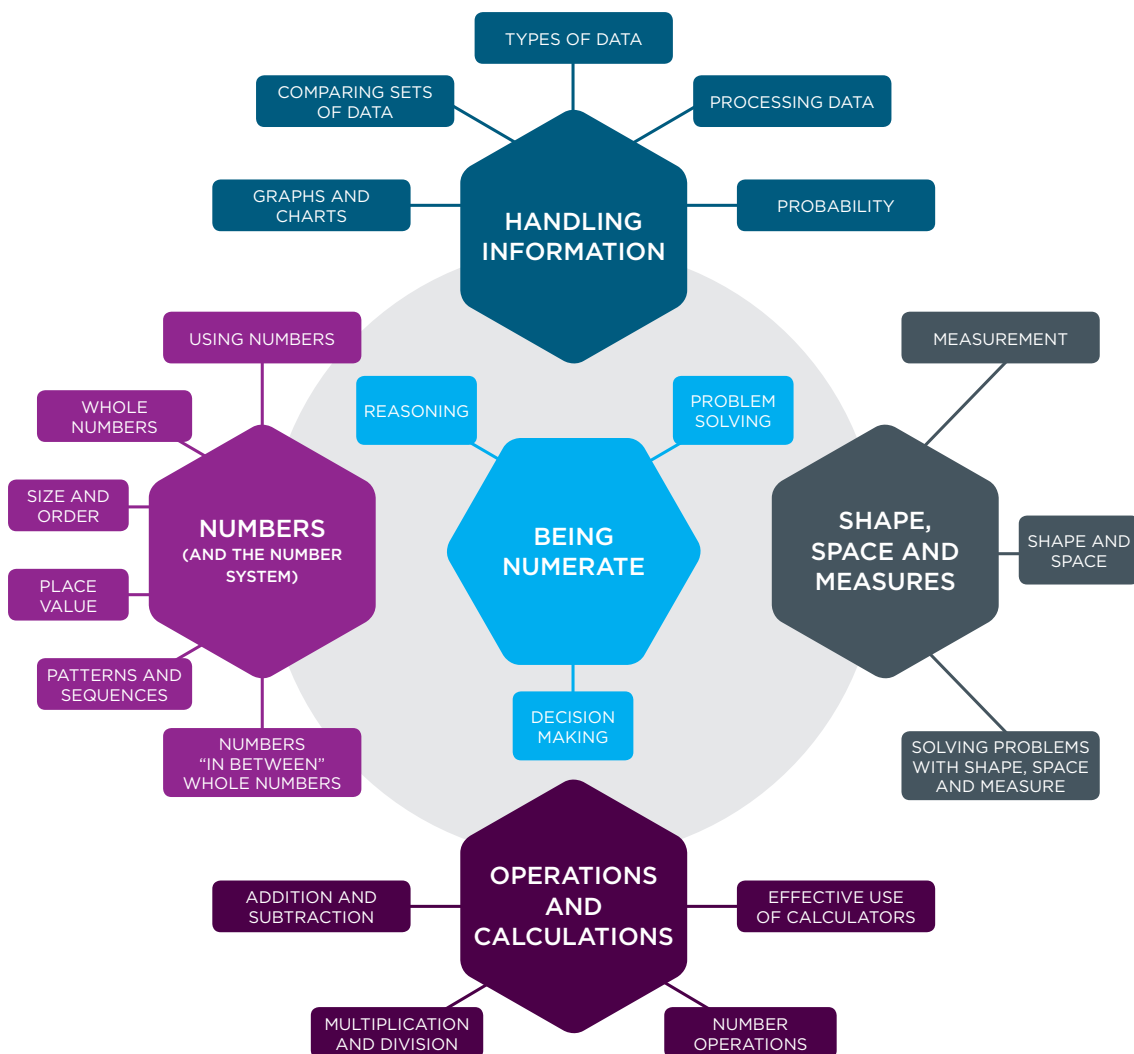 TYPES OF DATA
COMPARING SETS
OF DATA
PROCESSING DATA
GRAPHS AND
CHARTS
PROBABILITY
HANDLING
INFORMATION
USING NUMBERS
WHOLE
NUMBERS
SIZE AND
ORDER
PLACE
VALUE
PATTERNS AND
SEQUENCES
NUMBERS
“IN BETWEEN”
WHOLE NUMBERS
NUMBERS
(AND THE NUMBER
SYSTEM)
REASONING
PROBLEM
SOLVING
BEING
NUMERATE
DECISION
MAKING
MEASUREMENT
SHAPE,
SPACE AND
MEASURES
SHAPE AND
SPACE
SOLVING PROBLEMS
WITH SHAPE, SPACE
AND MEASURE
OPERATIONS
AND
CALCULATIONS
ADDITION AND
SUBTRACTION
EFFECTIVE USE
OF CALCULATORS
MULTIPLICATION
AND DIVISION
NUMBER
OPERATIONS